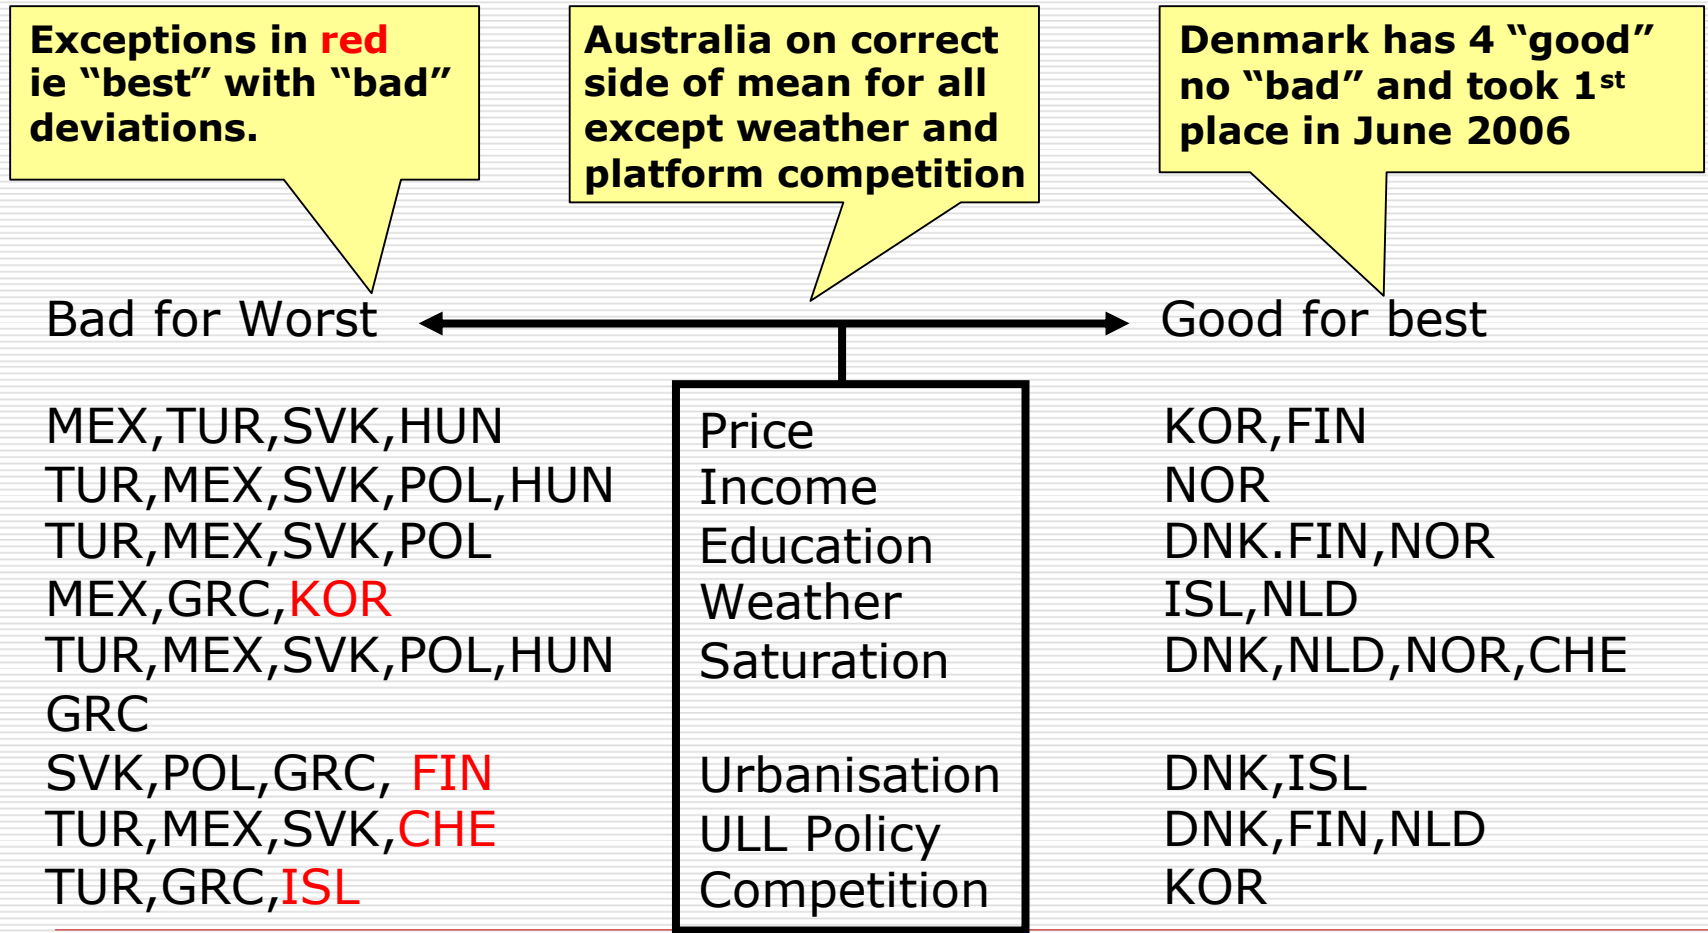 Exceptions in red
ie “best” with “bad”
deviations.
Australia on correct
side of mean for all
except weather and
platform competition
Denmark has 4 “good”
no “bad” and took 1st
place in June 2006
Bad for Worst
Good for best
MEX,TUR,SVK,HUN Price KOR,FIN
TUR,MEX,SVK,POL,HUN Income NOR
TUR,MEX,SVK,POL Education DNK.FIN,NOR
MEX,GRC,KOR Weather ISL,NLD
TUR,MEX,SVK,POL,HUN Saturation DNK,NLD,NOR,CHE
GRC
SVK,POL,GRC, FIN Urbanisation DNK,ISL
TUR,MEX,SVK,CHE ULL Policy DNK,FIN,NLD
TUR,GRC,ISL Competition KOR